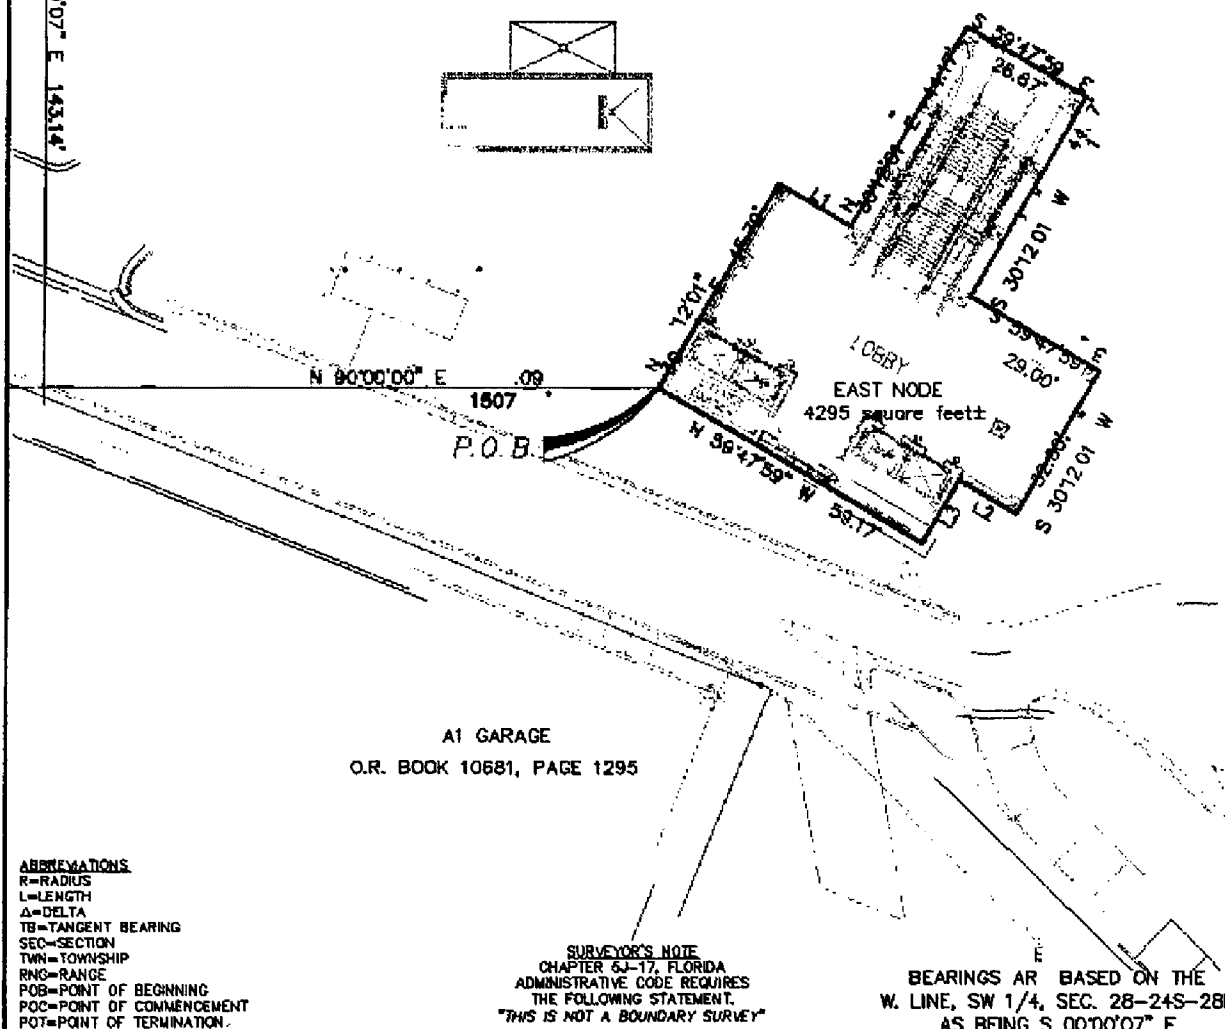 '07" E 143.14'
S 59°47'59 E
26.67'
44.17
L1
S 30°12 01 W
S 59°47'59" E
29.00'
LOBBY
EAST NODE
4295 square feet±
S 30°12 01 W
N 90°00'00" E .09
1507
P.O.B.
N 59°47'59" W 59.17
L3
L2
A1 GARAGE
O.R. BOOK 10681, PAGE 1295
ABBREVIATIONS
R=RADIUS
L=LENGTH
Δ=DELTA
TB=TANGENT BEARING
SEC=SECTION
TWN=TOWNSHIP
RNG=RANGE
POB=POINT OF BEGINNING
POC=POINT OF COMMENCEMENT
POT=POINT OF TERMINATION.
SURVEYOR'S NOTE
CHAPTER 5J-17, FLORIDA
ADMINISTRATIVE CODE REQUIRES
THE FOLLOWING STATEMENT.
"THIS IS NOT A BOUNDARY SURVEY"
E
BEARINGS AR BASED ON THE
W. LINE, SW 1/4, SEC. 28-24S-28
AS BEING S 00°00'07" E